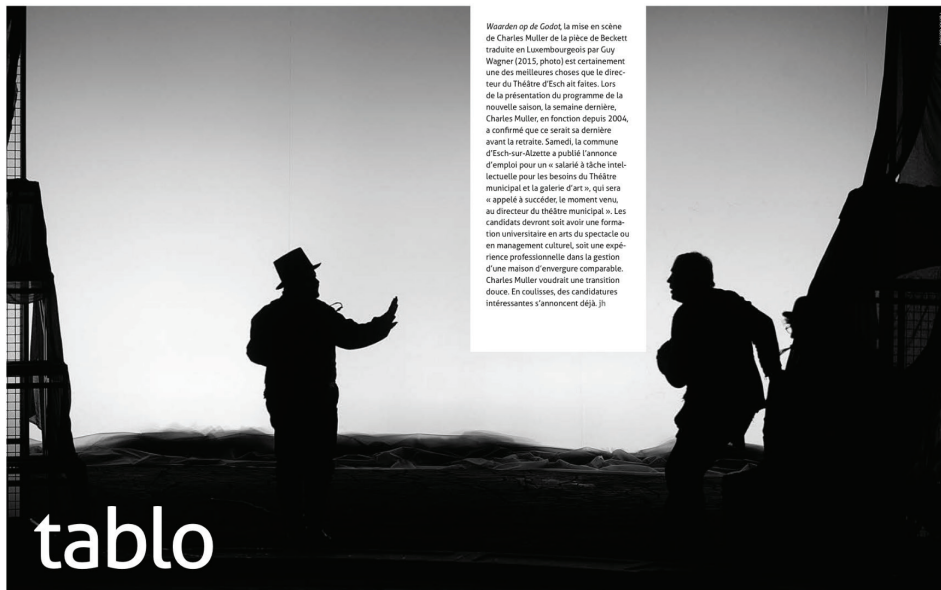 Waarden op de Godot, la mise en scène
de Charles Muller de la pièce de Beckett
traduite en Luxembourgeois par Guy
Wagner (2015, photo) est certainement
une des meilleures choses que le direc-
teur du Théâtre d'Esch ait faites. Lors
de la présentation du programme de la
nouvelle saison, la semaine dernière,
Charles Muller, en fonction depuis 2004,
a confirmé que ce serait sa dernière
avant la retraite. Samedi, la commune
d'Esch-sur-Alzette a publié l'annonce
d'emploi pour un « salarié à tâche intel-
lectuelle pour les besoins du Théâtre
municipal et la galerie d'art », qui sera
« appelé à succéder, le moment venu,
au directeur du théâtre municipal ». Les
candidats devront soit avoir une forma-
tion universitaire en arts du spectacle ou
en management culturel, soit une expé-
rience professionnelle dans la gestion
d'une maison d'envergure comparable.
Charles Muller voudrait une transition
douce. En coulisses, des candidatures
intéressantes s'annoncent déjà. jh
tablo